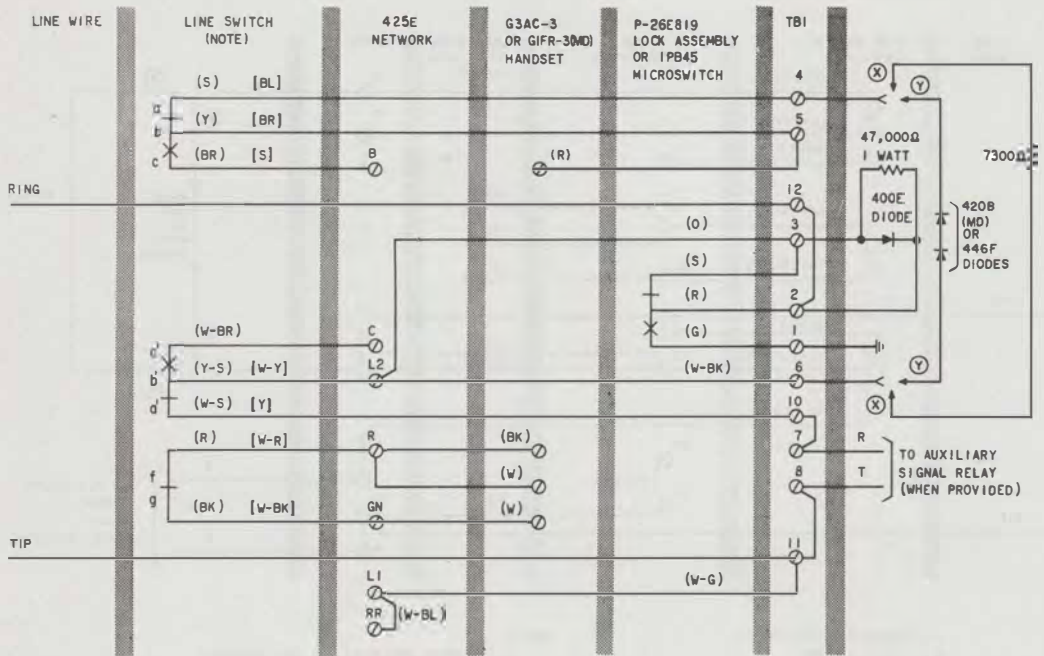 LINE WIRE
LINE SWITCH
(NOTE)
425E
NETWORK
G3AC-3
OR GIFR-3(MD)
HANDSET
P-26E819
LOCK ASSEMBLY
OR IPB45
MICROSWITCH
TBI
(S) [BL]
4
X
Y
(Y) [BR]
5
b
c
(BR) [S]
B
(R)
47,000Ω
1 WATT
7300Ω
RING
12
400E
DIODE
420B
(MD)
OR
446F
DIODES
(O)
3
(S)
(R)
2
(W-BR)
C
(G)
1
(Y-S) [W-Y]
L2
(W-BK)
6
Y
b'
(W-S) [Y]
X
10
(R) [W-R]
R
(BK)
7
R
TO AUXILIARY
SIGNAL RELAY
(WHEN PROVIDED)
f
(W)
8
T
g
(BK) [W-BK]
GN
(W)
TIP
11
L1
(W-G)
RR
(W-BL)